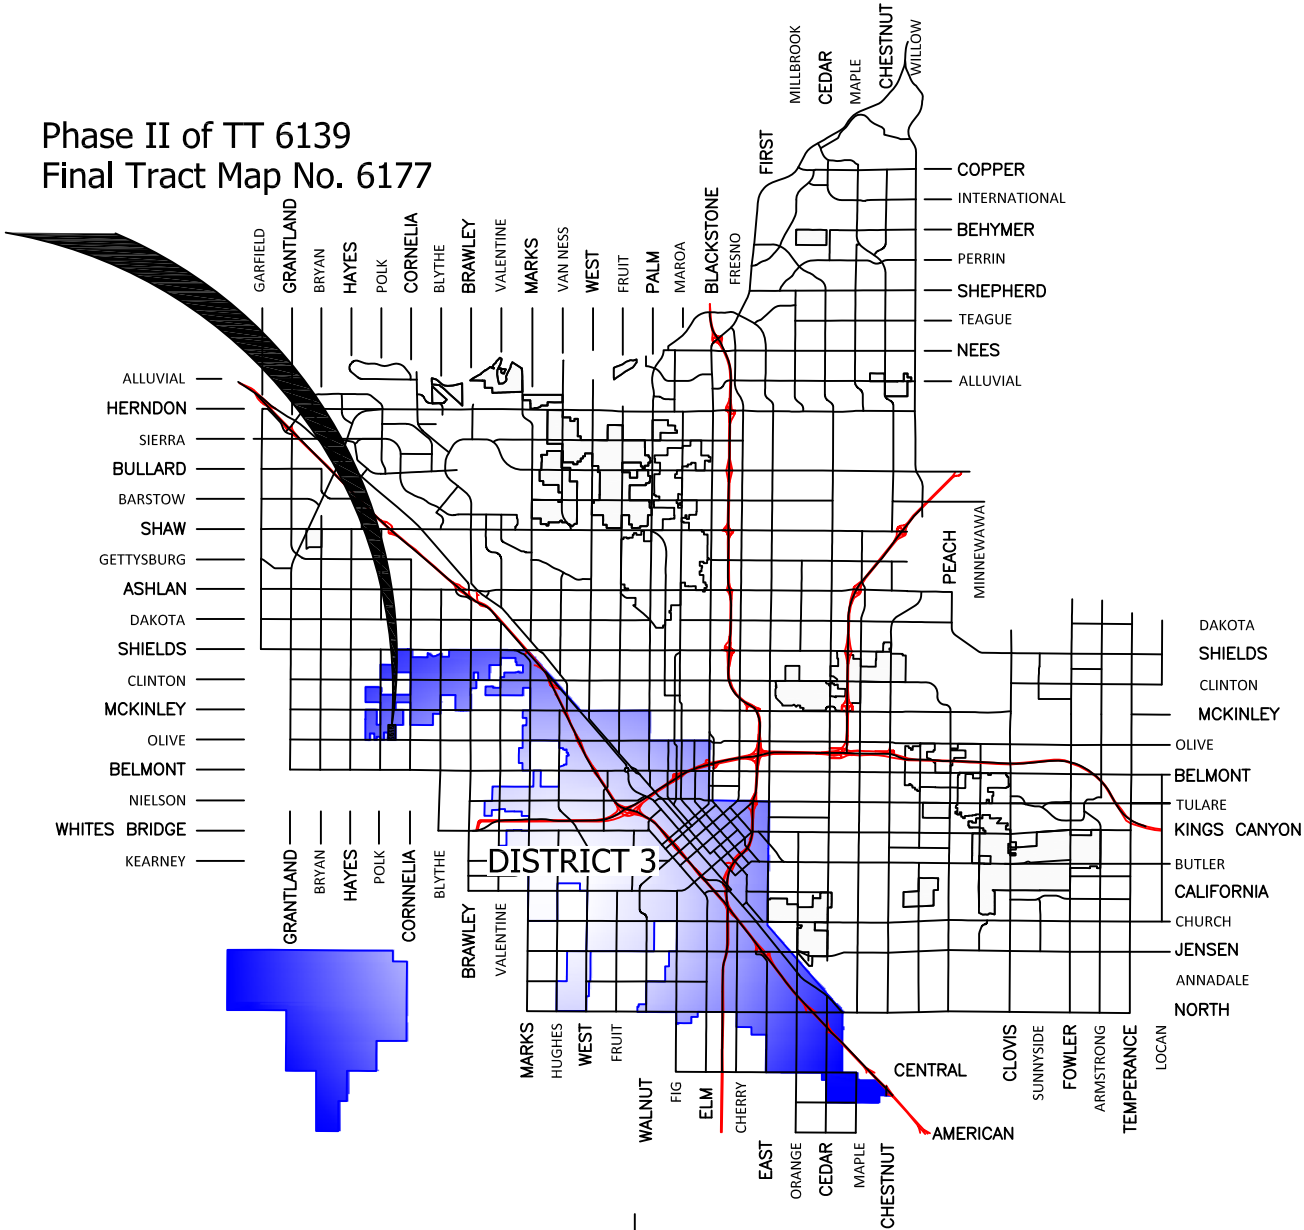 Phase II of TT 6139
Final Tract Map No. 6177
MILLBROOK
CEDAR
MAPLE
CHESTNUT
WILLOW
FIRST
COPPER
INTERNATIONAL
BEHYMER
PERRIN
SHEPHERD
TEAGUE
NEES
ALLUVIAL
GARFIELD
GRANTLAND
BRYAN
HAYES
POLK
CORNELIA
BLYTHE
BRAWLEY
VALENTINE
MARKS
VAN NESS
WEST
FRUIT
PALM
MAROA
BLACKSTONE
FRESNO
ALLUVIAL
HERNDON
SIERRA
BULLARD
BARSTOW
SHAW
GETTYSBURG
ASHLAN
DAKOTA
SHIELDS
CLINTON
MCKINLEY
OLIVE
BELMONT
NIELSON
WHITES BRIDGE
KEARNEY
PEACH
MINNEWAWA
DAKOTA
SHIELDS
CLINTON
MCKINLEY
OLIVE
BELMONT
TULARE
KINGS CANYON
BUTLER
CALIFORNIA
CHURCH
JENSEN
ANNADALE
NORTH
DISTRICT 3
GRANTLAND
BRYAN
HAYES
POLK
CORNNELIA
BLYTHE
BRAWLEY
VALENTINE
MARKS
HUGHES
WEST
FRUIT
WALNUT
FIG
ELM
CHERRY
EAST
ORANGE
CEDAR
MAPLE
CHESTNUT
CENTRAL
AMERICAN
CLOVIS
SUNNYSIDE
FOWLER
ARMSTRONG
TEMPERANCE
LOCAN